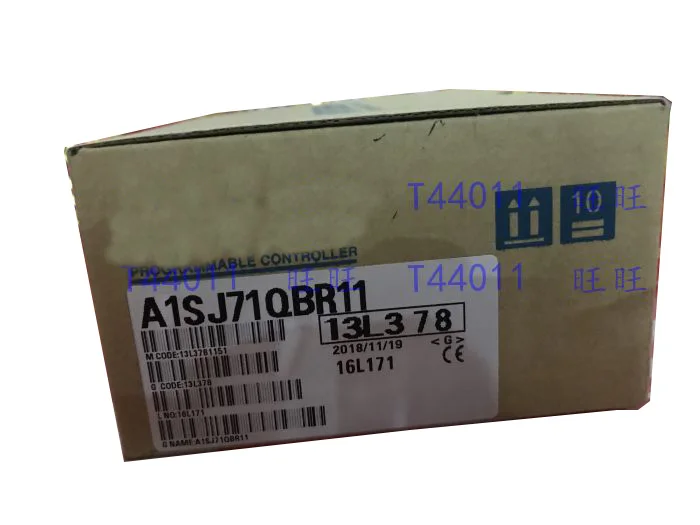 T44011 旺旺
10
PROGRAMMABLE CONTROLLER
T44011 旺旺 T44011 旺旺
A1SJ71QBR11
13L378
M CODE:13L3781151
2018/11/19 <G>
CE
G CODE:13L378
16L171
L NO:16L171
G NAME:A1SJ71QBR11